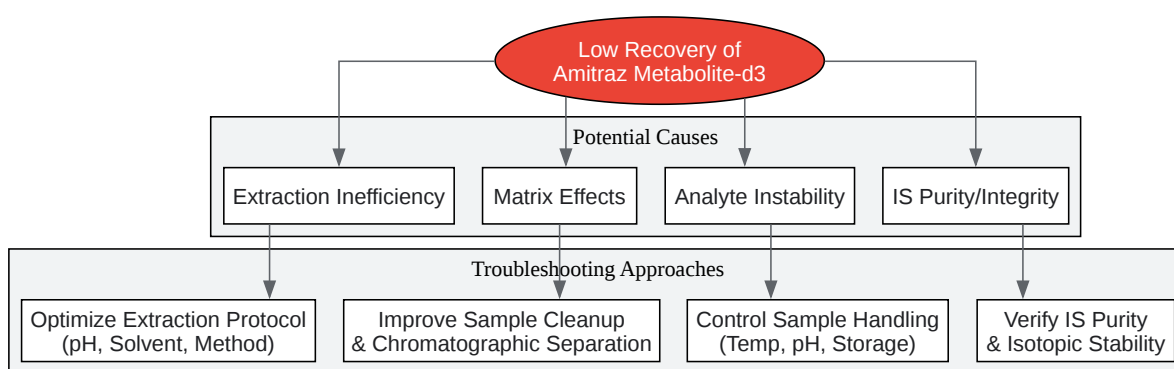 Low Recovery of
Amitraz Metabolite-d3
Potential Causes
Extraction Inefficiency
Matrix Effects
Analyte Instability
IS Purity/Integrity
Troubleshooting Approaches
Optimize Extraction Protocol
(pH, Solvent, Method)
Improve Sample Cleanup
& Chromatographic Separation
Control Sample Handling
(Temp, pH, Storage)
Verify IS Purity
& Isotopic Stability